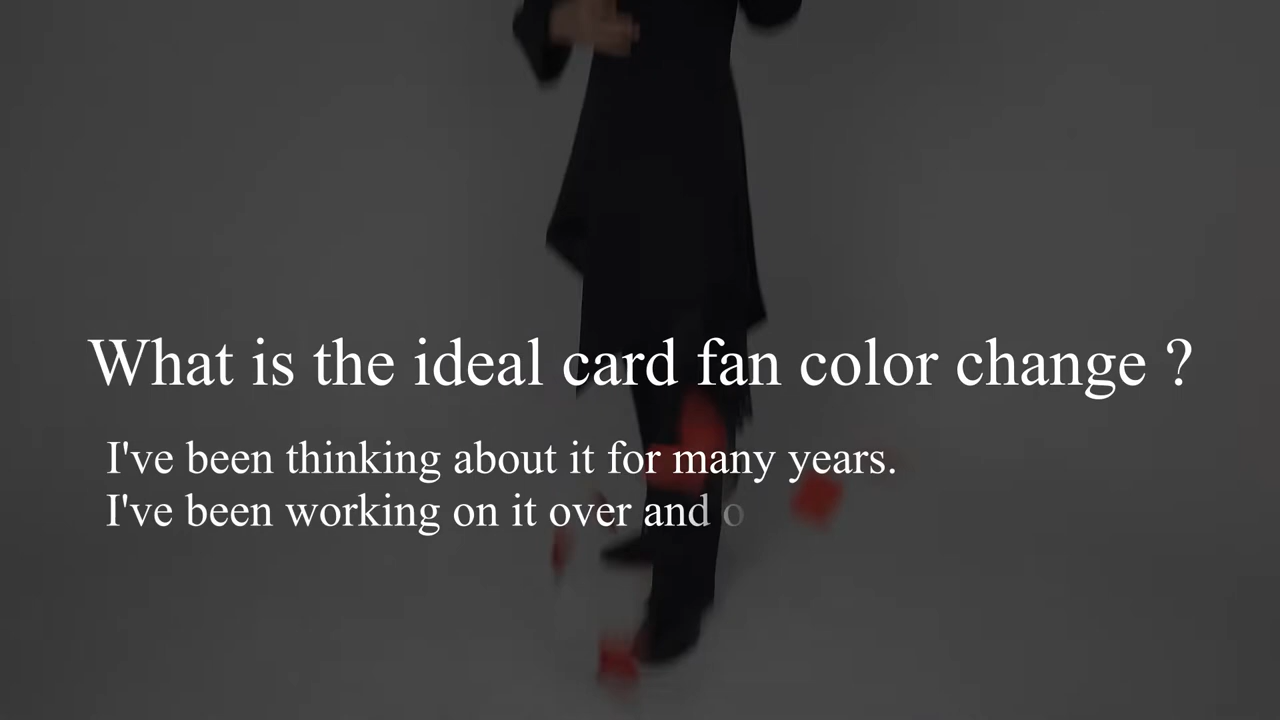 What is the ideal card fan color change ?
I've been thinking about it for many years.
I've been working on it over and o